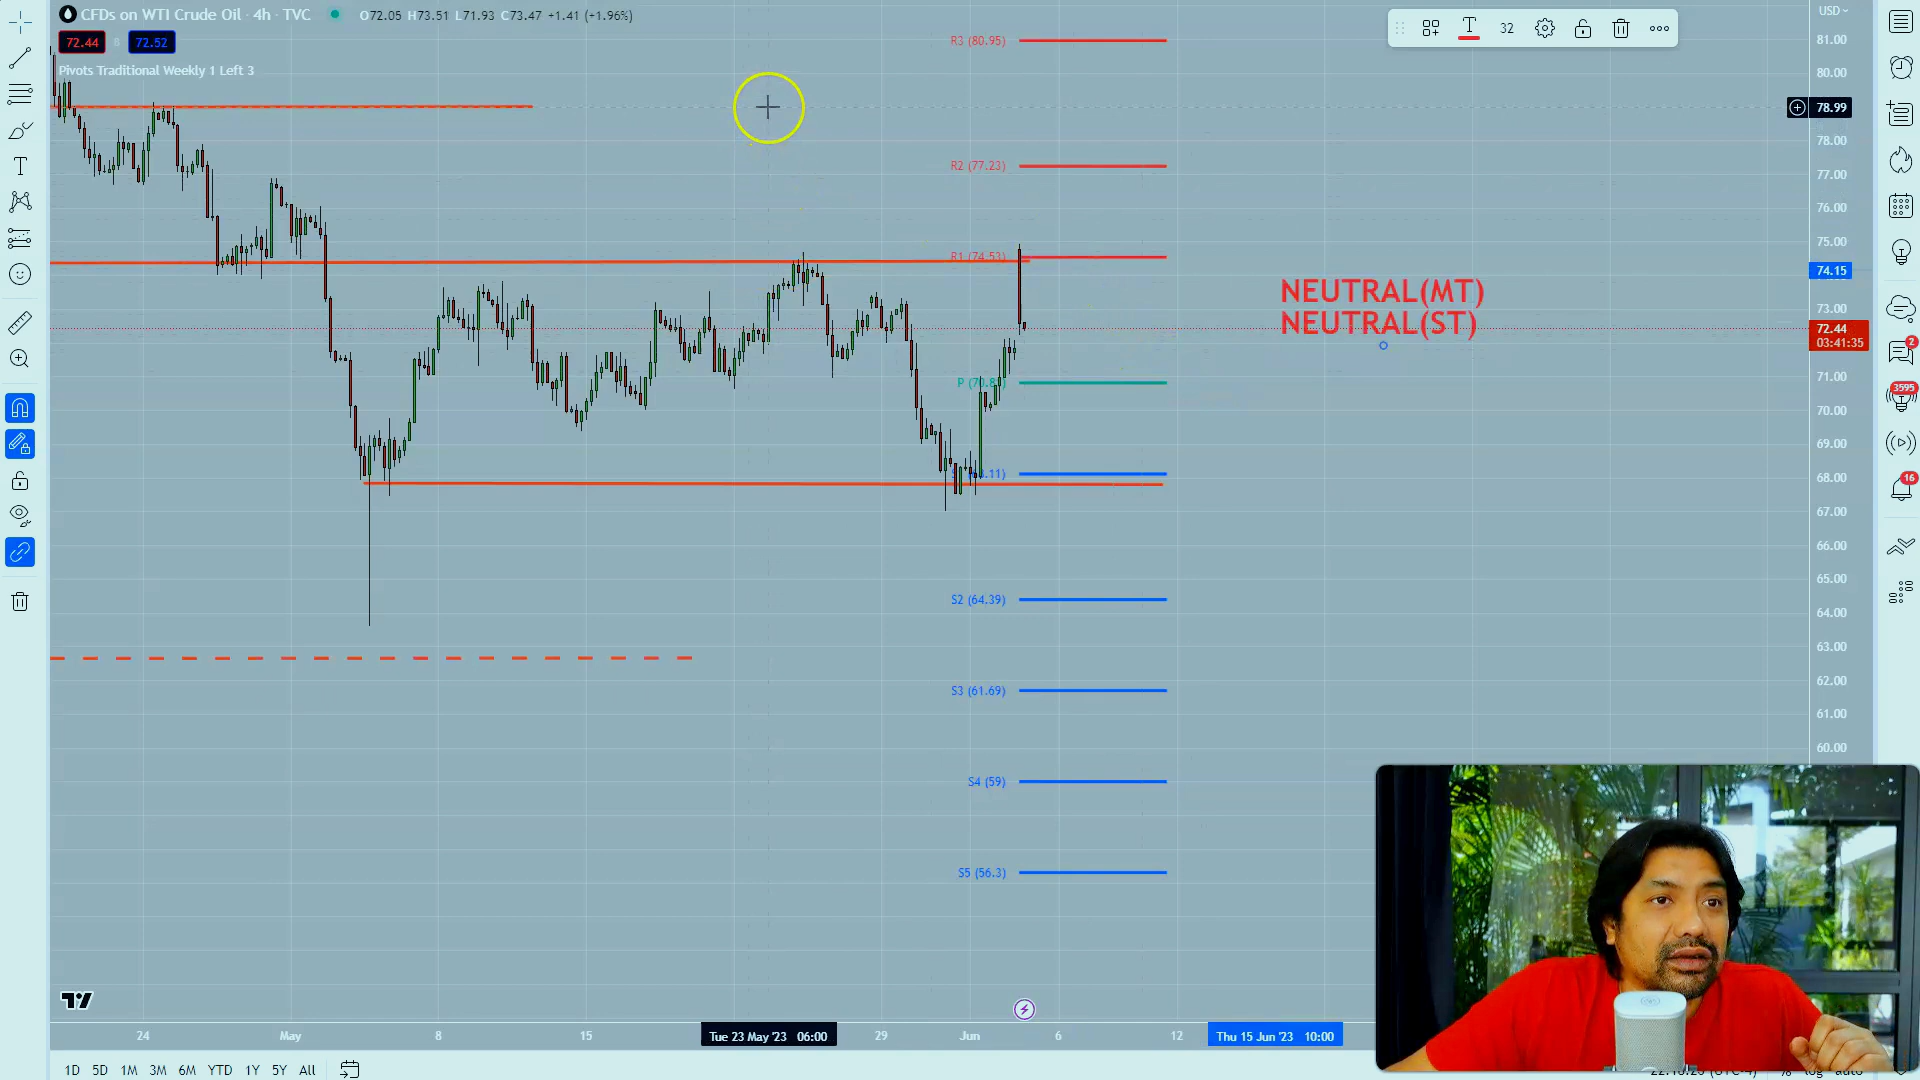 CFDs on WTI Crude Oil · 4h · TVC O72.05 H73.51 L71.93 C73.47 +1.41 (+1.96%)
72.44 8 72.52
Pivots Traditional Weekly 1 Left 3
32
USD
R3 (80.95)
R2 (77.23)
R1 (74.53)
S2 (64.39)
S3 (61.69)
S4 (59)
S5 (56.3)
NEUTRAL(MT)
NEUTRAL(ST)
81.00
80.00
78.99
78.00
77.00
76.00
75.00
74.15
73.00
72.44
03:41:35
71.00
70.00
69.00
68.00
67.00
66.00
65.00
64.00
63.00
62.00
61.00
60.00
2
3595
16
24 May 8 15 Tue 23 May '23 06:00 29 Jun 6 12 Thu 15 Jun '23 10:00
1D 5D 1M 3M 6M YTD 1Y 5Y All